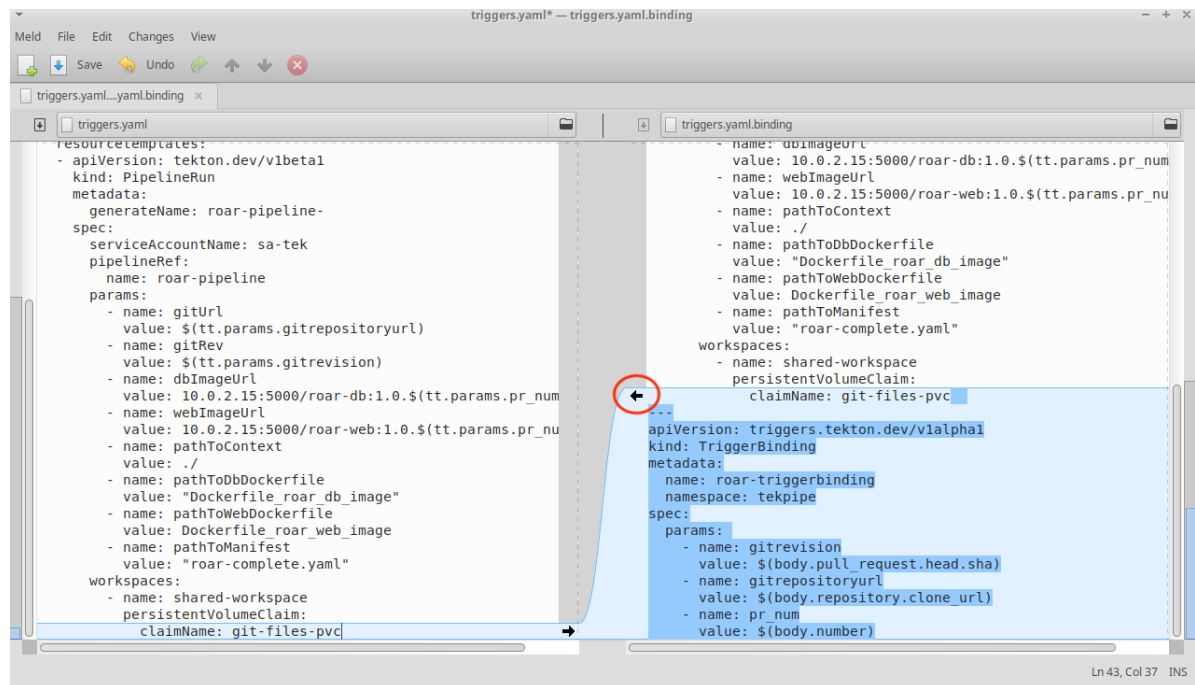 triggers.yaml* — triggers.yaml.binding
Meld File Edit Changes View
Save Undo
triggers.yaml....yaml.binding ×
triggers.yaml
resourcetemplates:
- apiVersion: tekton.dev/v1beta1
kind: PipelineRun
metadata:
generateName: roar-pipeline-
spec:
serviceAccountName: sa-tek
pipelineRef:
name: roar-pipeline
params:
- name: gitUrl
value: $(tt.params.gitrepositoryurl)
- name: gitRev
value: $(tt.params.gitrevision)
- name: dbImageUrl
value: 10.0.2.15:5000/roar-db:1.0.$(tt.params.pr_num
- name: webImageUrl
value: 10.0.2.15:5000/roar-web:1.0.$(tt.params.pr_nu
- name: pathToContext
value: ./
- name: pathToDbDockerfile
value: "Dockerfile_roar_db_image"
- name: pathToWebDockerfile
value: Dockerfile_roar_web_image
- name: pathToManifest
value: "roar-complete.yaml"
workspaces:
- name: shared-workspace
persistentVolumeClaim:
claimName: git-files-pvc
triggers.yaml.binding
- name: dbImageUrl
value: 10.0.2.15:5000/roar-db:1.0.$(tt.params.pr_num
- name: webImageUrl
value: 10.0.2.15:5000/roar-web:1.0.$(tt.params.pr_nu
- name: pathToContext
value: ./
- name: pathToDbDockerfile
value: "Dockerfile_roar_db_image"
- name: pathToWebDockerfile
value: Dockerfile_roar_web_image
- name: pathToManifest
value: "roar-complete.yaml"
workspaces:
- name: shared-workspace
persistentVolumeClaim:
claimName: git-files-pvc
---
apiVersion: triggers.tekton.dev/v1alpha1
kind: TriggerBinding
metadata:
name: roar-triggerbinding
namespace: tekpipe
spec:
params:
- name: gitrevision
value: $(body.pull_request.head.sha)
- name: gitrepositoryurl
value: $(body.repository.clone_url)
- name: pr_num
value: $(body.number)
Ln 43, Col 37 INS